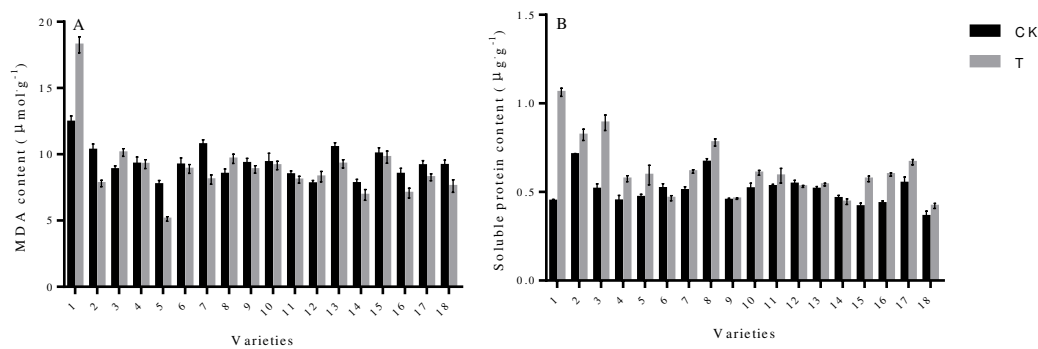 A
MDA content (μmol·g⁻¹)
20
15
10
5
0
1 2 3 4 5 6 7 8 9 10 11 12 13 14 15 16 17 18
Varieties
B
Soluble protein content (μg·g⁻¹)
1.5
1.0
0.5
0.0
1 2 3 4 5 6 7 8 9 10 11 12 13 14 15 16 17 18
Varieties
CK
T